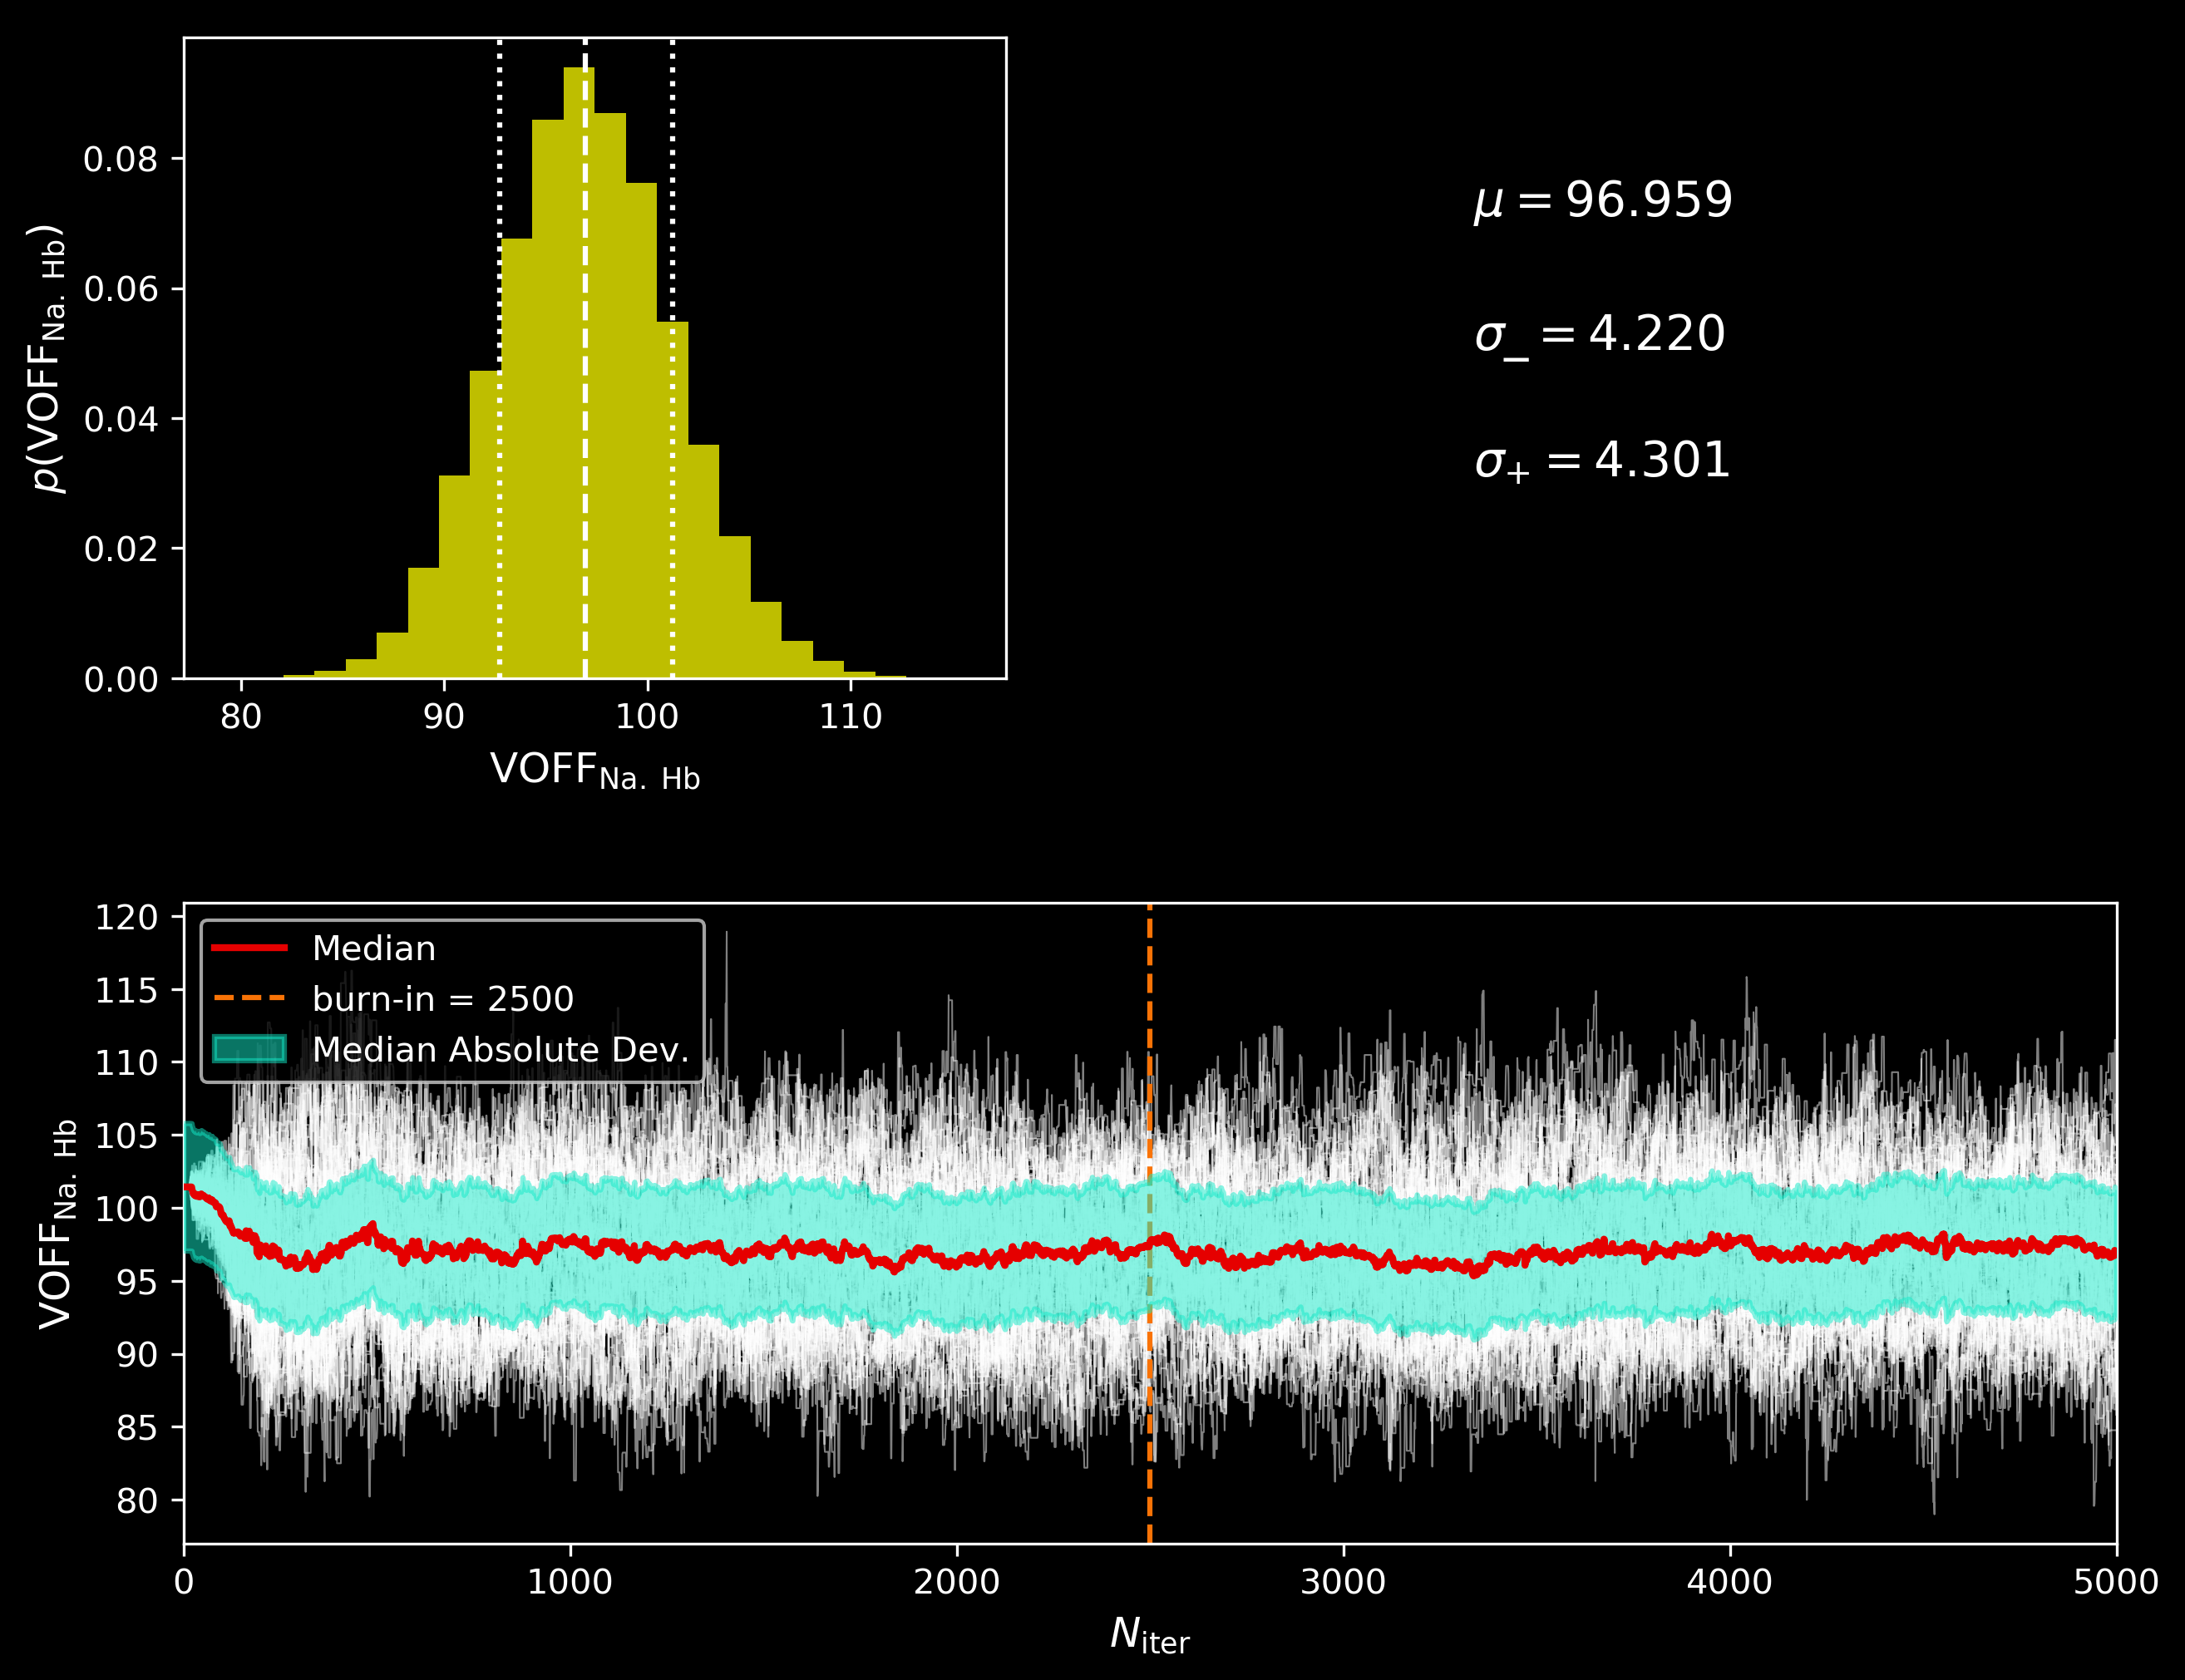 p(VOFF_Na. Hb)
0.08
0.06
0.04
0.02
0.00
80 90 100 110
VOFF_Na. Hb
μ = 96.959
σ_− = 4.220
σ_+ = 4.301
VOFF_Na. Hb
120
115
110
105
100
95
90
85
80
Median
burn-in = 2500
Median Absolute Dev.
0 1000 2000 3000 4000 5000
N_iter